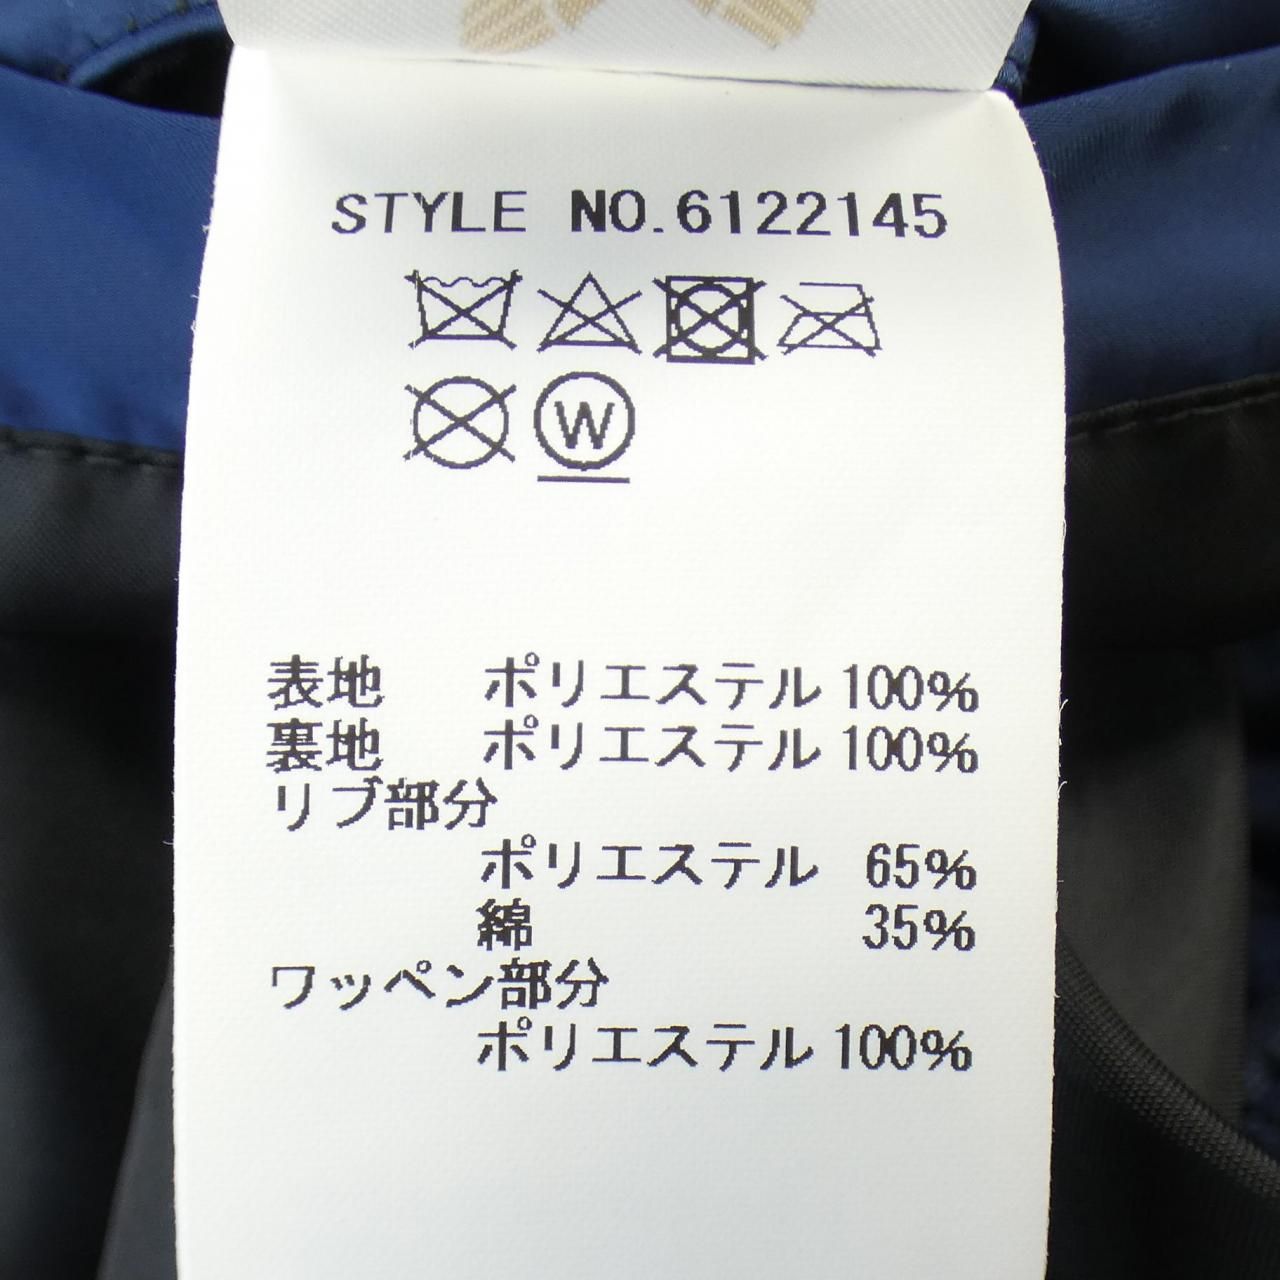 STYLE NO.6122145
W
表地 ポリエステル 100%
裏地 ポリエステル 100%
リブ部分
ポリエステル 65%
綿 35%
ワッペン部分
ポリエステル 100%